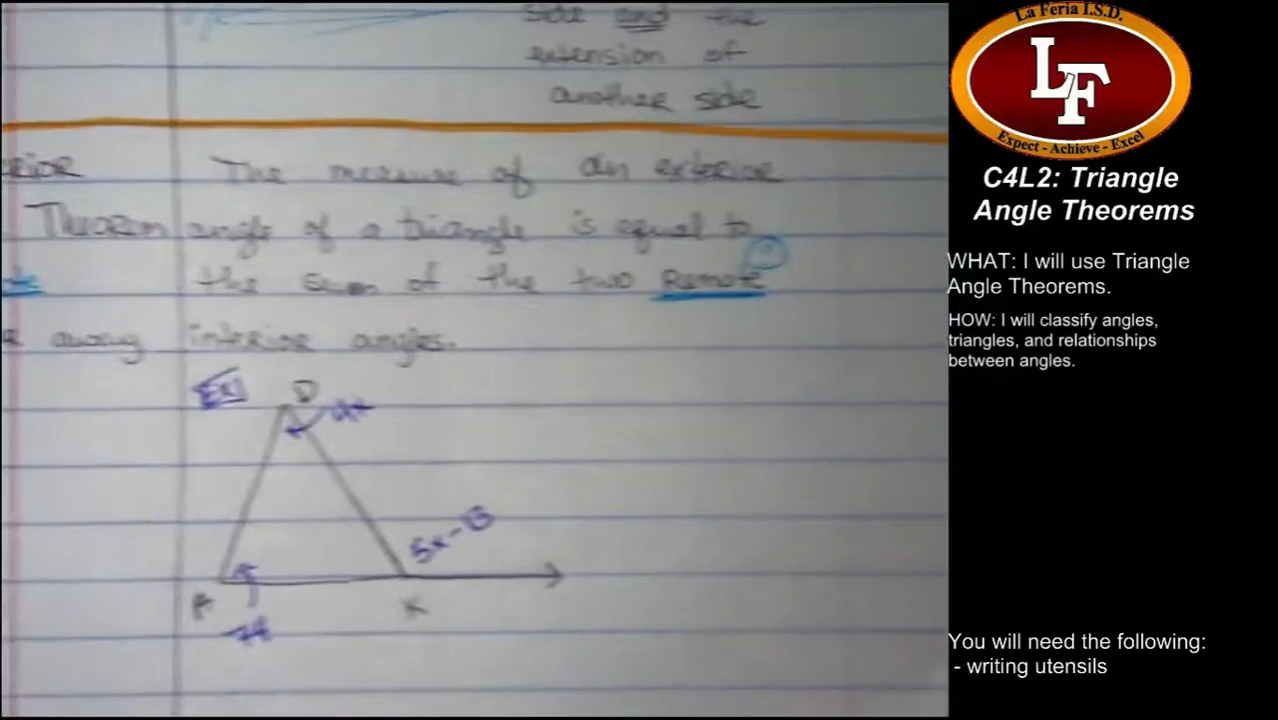 side and the
extension of
another side
The measure of an exterior
Theorem angle of a triangle is equal to
the sum of the two Remote
away interior angles.
EX
D
5x-13
A
K
La Feria I.S.D.
LF
Expect - Achieve - Excel
C4L2: Triangle
Angle Theorems
WHAT: I will use Triangle
Angle Theorems.
HOW: I will classify angles,
triangles, and relationships
between angles.
You will need the following:
- writing utensils